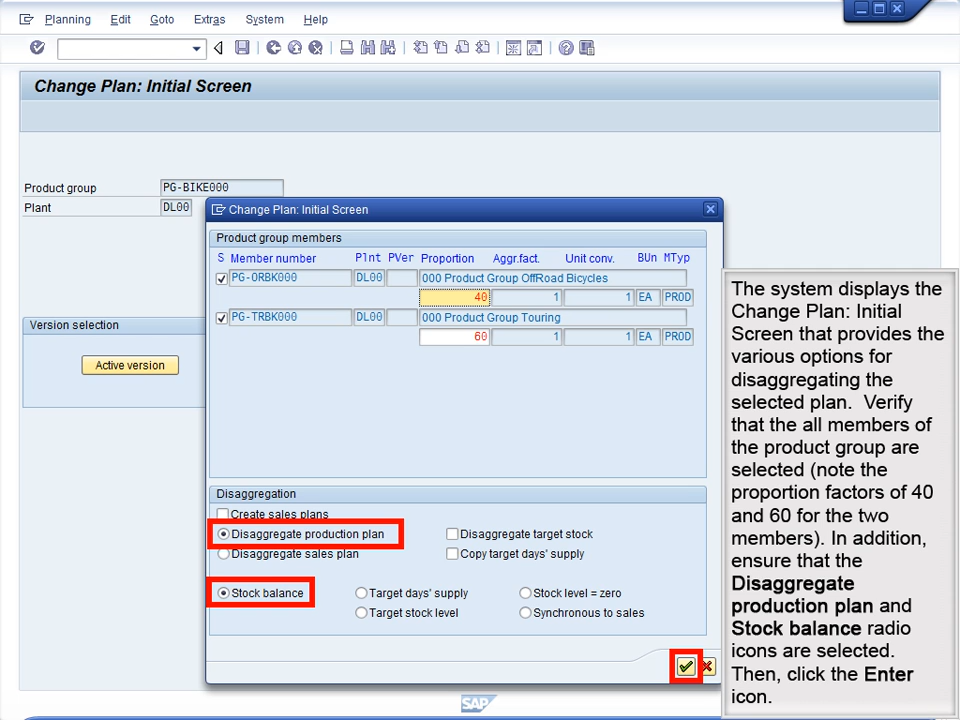 Planning Edit Goto Extras System Help
Change Plan: Initial Screen
Product group PG-BIKE000
Plant DL00
Version selection
Active version
Change Plan: Initial Screen
Product group members
S Member number Plnt PVer Proportion Aggr.fact. Unit conv. BUn MTyp
PG-ORBK000 DL00 000 Product Group OffRoad Bicycles
40 1 1 EA PROD
PG-TRBK000 DL00 000 Product Group Touring
60 1 1 EA PROD
Disaggregation
Create sales plans
Disaggregate production plan Disaggregate target stock
Disaggregate sales plan Copy target days' supply
Stock balance Target days' supply Stock level = zero
Target stock level Synchronous to sales
The system displays the
Change Plan: Initial
Screen that provides the
various options for
disaggregating the
selected plan. Verify
that the all members of
the product group are
selected (note the
proportion factors of 40
and 60 for the two
members). In addition,
ensure that the
Disaggregate
production plan and
Stock balance radio
icons are selected.
Then, click the Enter
icon.
SAP